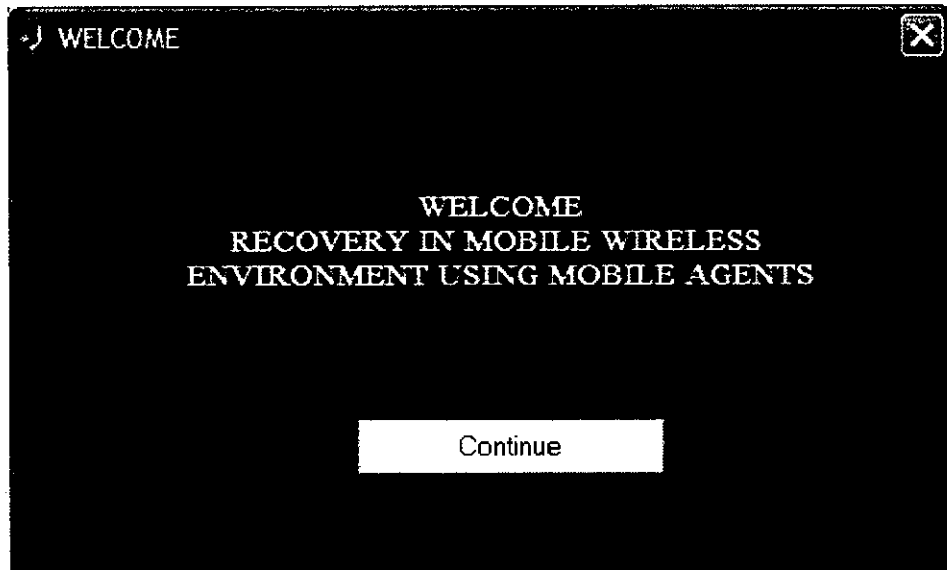 WELCOME
WELCOME
RECOVERY IN MOBILE WIRELESS
ENVIRONMENT USING MOBILE AGENTS
Continue